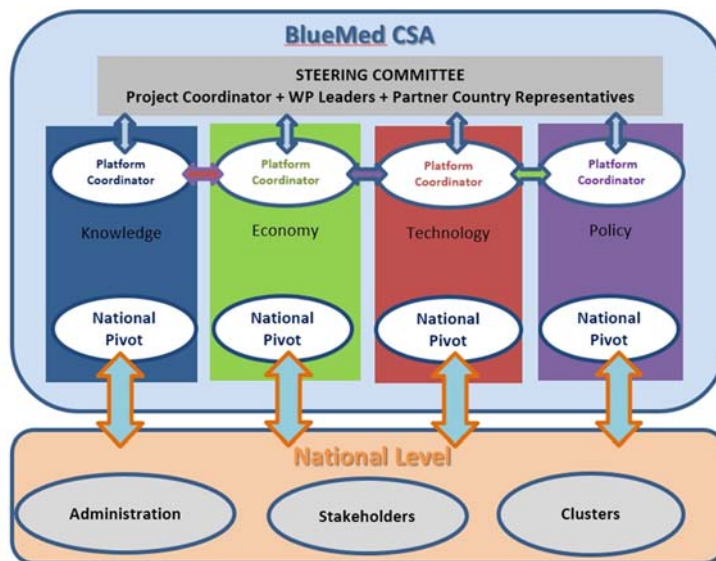 BlueMed CSA
STEERING COMMITTEE
Project Coordinator + WP Leaders + Partner Country Representatives
Platform
Coordinator
Platform
Coordinator
Platform
Coordinator
Platform
Coordinator
Knowledge
Economy
Technology
Policy
National
Pivot
National
Pivot
National
Pivot
National
Pivot
National Level
Administration
Stakeholders
Clusters